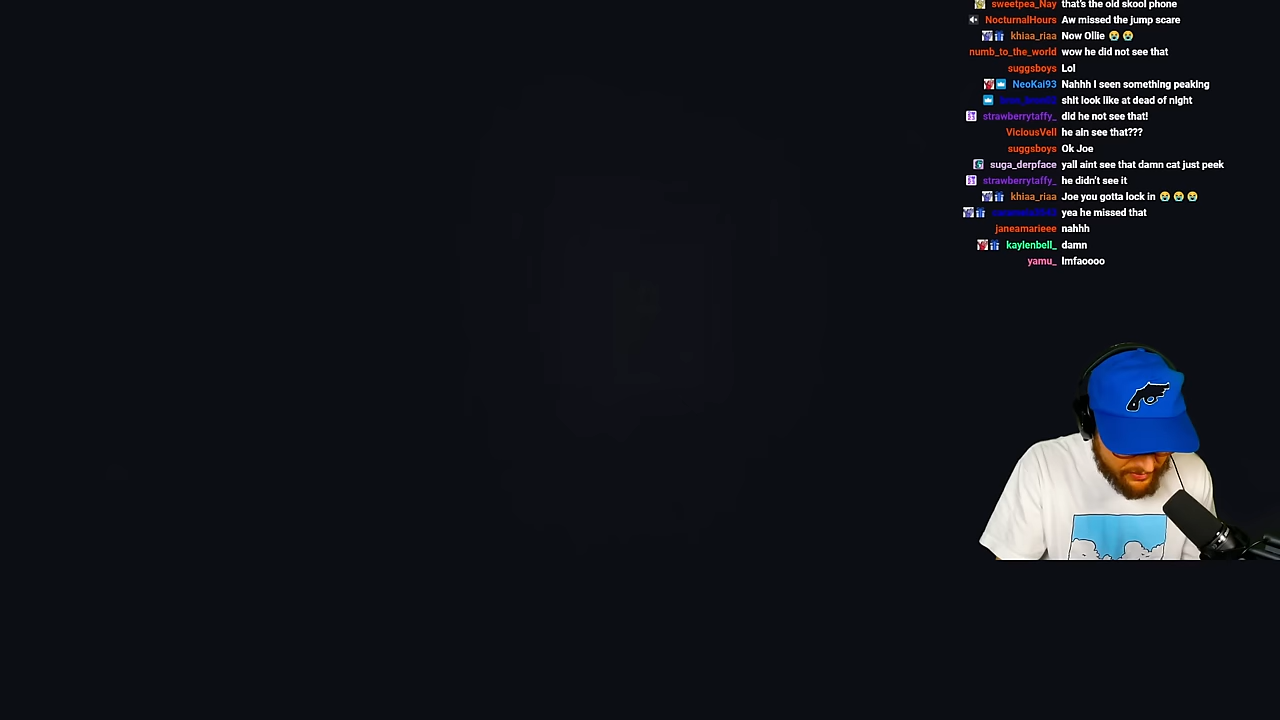 sweetpea_Nay that's the old skool phone
NocturnalHours Aw missed the jump scare
khiaa_riaa Now Ollie 😭 😭
numb_to_the_world wow he did not see that
suggsboys Lol
NeoKai93 Nahhh I seen something peaking
shit look like at dead of night
strawberrytaffy_ did he not see that!
ViciousVell he ain see that???
suggsboys Ok Joe
suga_derpface yall aint see that damn cat just peek
strawberrytaffy_ he didn't see it
khiaa_riaa Joe you gotta lock in 😭 😭 😭
yea he missed that
janeamarieee nahhh
kaylenbell_ damn
yamu_ lmfaoooo